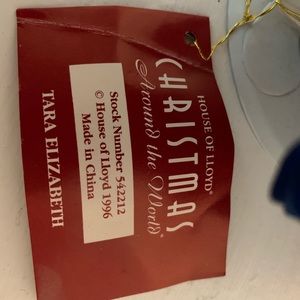 HOUSE OF LLOYD®
CHRISTMAS
Around the World®
Stock Number 542212
© House of Lloyd 1996
Made in China
TARA ELIZABETH